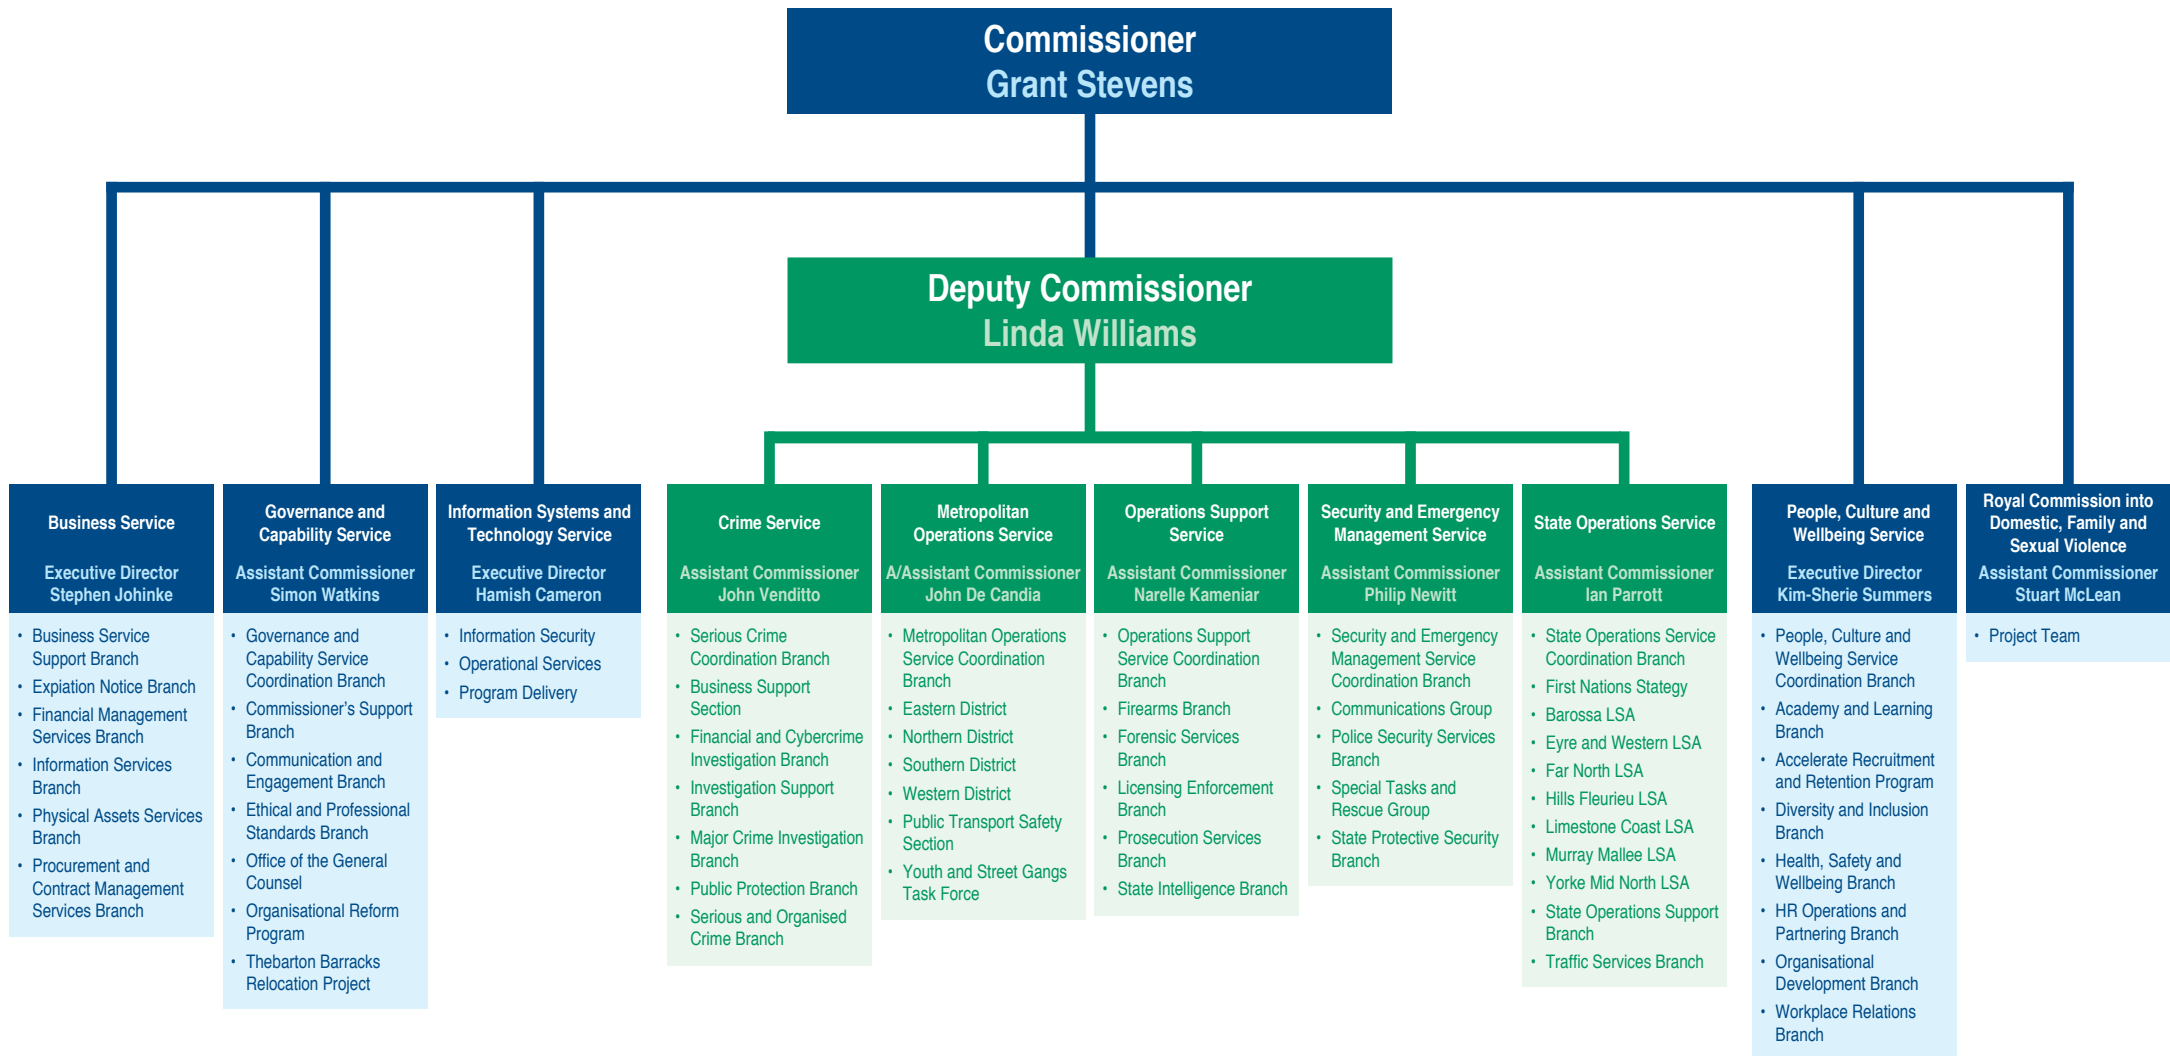 Commissioner
Grant Stevens
Deputy Commissioner
Linda Williams
Business Service
Executive Director
Stephen Johinke
• Business Service
Support Branch
• Expiation Notice Branch
• Financial Management
Services Branch
• Information Services
Branch
• Physical Assets Services
Branch
• Procurement and
Contract Management
Services Branch
Governance and
Capability Service
Assistant Commissioner
Simon Watkins
• Governance and
Capability Service
Coordination Branch
• Commissioner's Support
Branch
• Communication and
Engagement Branch
• Ethical and Professional
Standards Branch
• Office of the General
Counsel
• Organisational Reform
Program
• Thebarton Barracks
Relocation Project
Information Systems and
Technology Service
Executive Director
Hamish Cameron
• Information Security
• Operational Services
• Program Delivery
Crime Service
Assistant Commissioner
John Venditto
• Serious Crime
Coordination Branch
• Business Support
Section
• Financial and Cybercrime
Investigation Branch
• Investigation Support
Branch
• Major Crime Investigation
Branch
• Public Protection Branch
• Serious and Organised
Crime Branch
Metropolitan
Operations Service
A/Assistant Commissioner
John De Candia
• Metropolitan Operations
Service Coordination
Branch
• Eastern District
• Northern District
• Southern District
• Western District
• Public Transport Safety
Section
• Youth and Street Gangs
Task Force
Operations Support
Service
Assistant Commissioner
Narelle Kameniar
• Operations Support
Service Coordination
Branch
• Firearms Branch
• Forensic Services
Branch
• Licensing Enforcement
Branch
• Prosecution Services
Branch
• State Intelligence Branch
Security and Emergency
Management Service
Assistant Commissioner
Philip Newitt
• Security and Emergency
Management Service
Coordination Branch
• Communications Group
• Police Security Services
Branch
• Special Tasks and
Rescue Group
• State Protective Security
Branch
State Operations Service
Assistant Commissioner
Ian Parrott
• State Operations Service
Coordination Branch
• First Nations Stategy
• Barossa LSA
• Eyre and Western LSA
• Far North LSA
• Hills Fleurieu LSA
• Limestone Coast LSA
• Murray Mallee LSA
• Yorke Mid North LSA
• State Operations Support
Branch
• Traffic Services Branch
People, Culture and
Wellbeing Service
Executive Director
Kim-Sherie Summers
• People, Culture and
Wellbeing Service
Coordination Branch
• Academy and Learning
Branch
• Accelerate Recruitment
and Retention Program
• Diversity and Inclusion
Branch
• Health, Safety and
Wellbeing Branch
• HR Operations and
Partnering Branch
• Organisational
Development Branch
• Workplace Relations
Branch
Royal Commission into
Domestic, Family and
Sexual Violence
Assistant Commissioner
Stuart McLean
• Project Team